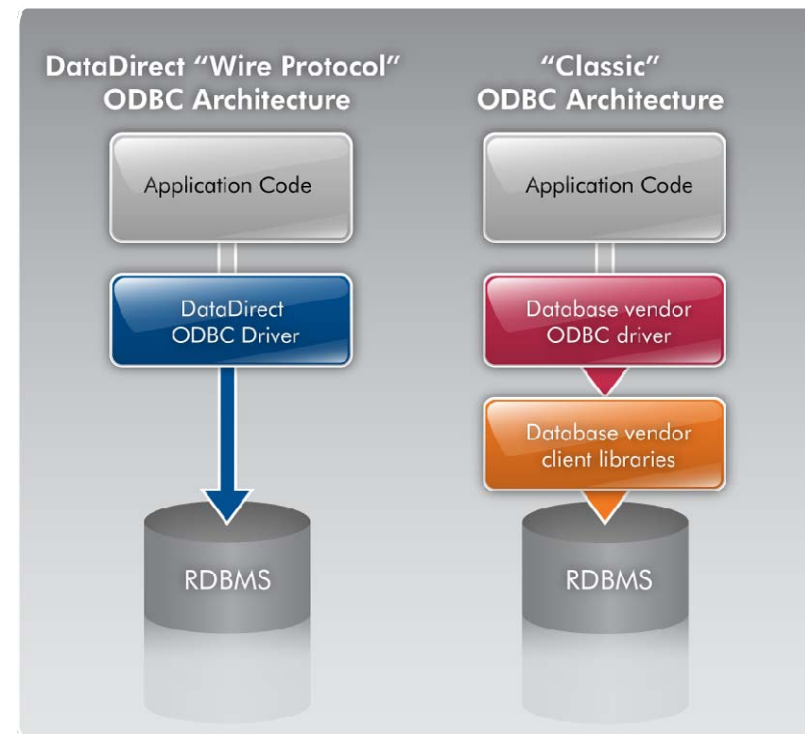 DataDirect “Wire Protocol”
ODBC Architecture
Application Code
DataDirect
ODBC Driver
RDBMS
“Classic”
ODBC Architecture
Application Code
Database vendor
ODBC driver
Database vendor
client libraries
RDBMS